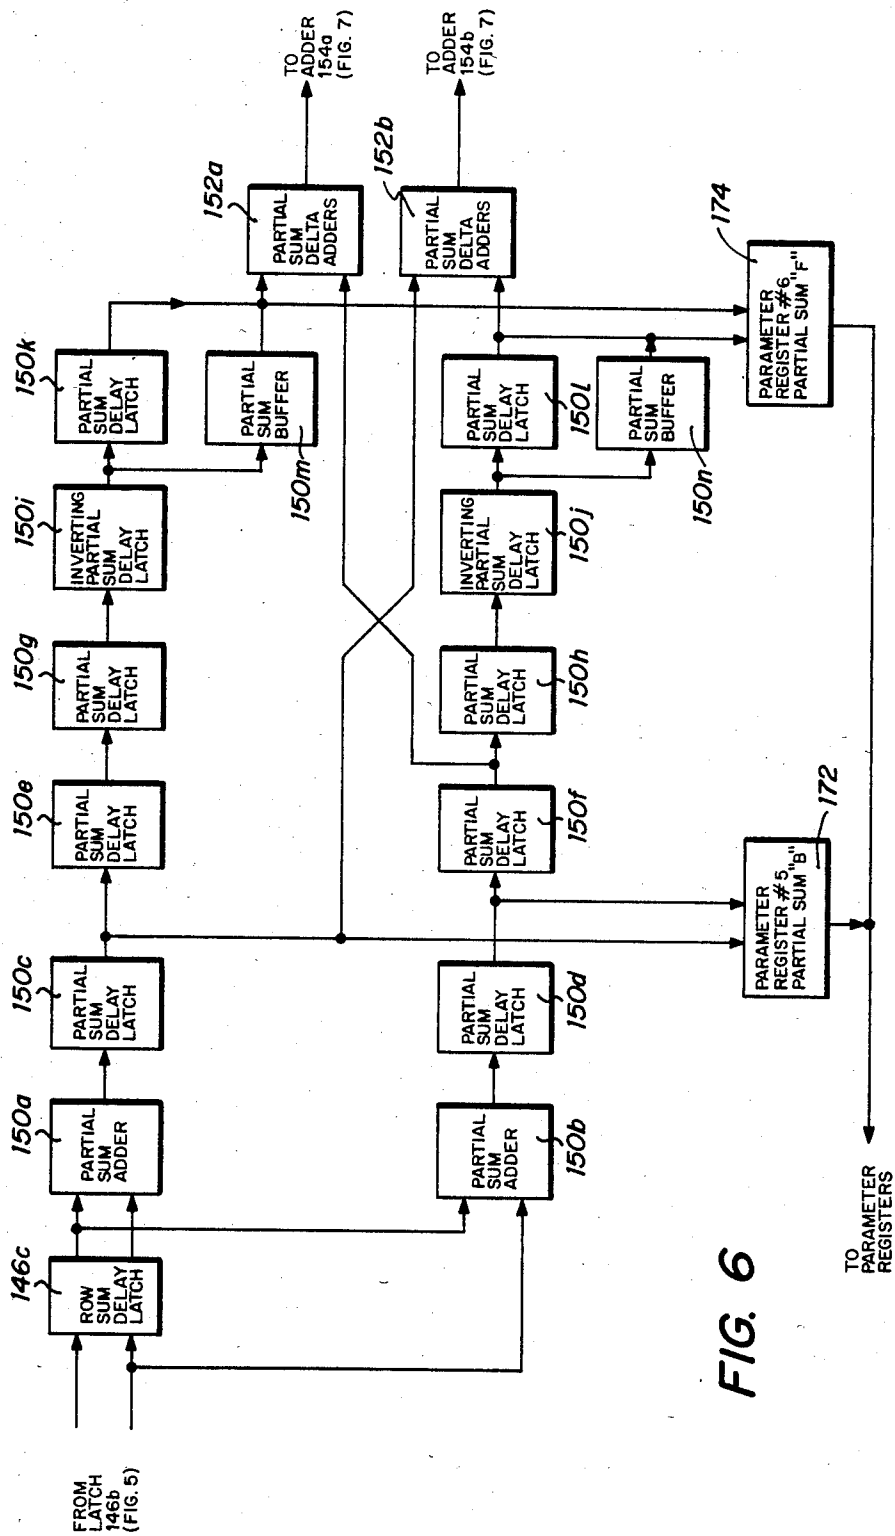 FROM
LATCH
146b
(FIG. 5)
146c
ROW
SUM
DELAY
LATCH
150a
PARTIAL
SUM
ADDER
150c
PARTIAL
SUM
DELAY
LATCH
150e
PARTIAL
SUM
DELAY
LATCH
150g
PARTIAL
SUM
DELAY
LATCH
150i
INVERTING
PARTIAL
SUM
DELAY
LATCH
150k
PARTIAL
SUM
DELAY
LATCH
PARTIAL
SUM
BUFFER
150m
152a
PARTIAL
SUM
DELTA
ADDERS
TO
ADDER
154a
(FIG. 7)
PARTIAL
SUM
ADDER
150b
PARTIAL
SUM
DELAY
LATCH
150d
PARTIAL
SUM
DELAY
LATCH
150f
PARTIAL
SUM
DELAY
LATCH
150h
INVERTING
PARTIAL
SUM
DELAY
LATCH
150j
PARTIAL
SUM
DELAY
LATCH
150l
PARTIAL
SUM
BUFFER
150n
152b
PARTIAL
SUM
DELTA
ADDERS
TO
ADDER
154b
(FIG. 7)
PARAMETER
REGISTER #5
PARTIAL SUM "B"
172
PARAMETER
REGISTER #6
PARTIAL SUM "F"
174
TO
PARAMETER
REGISTERS
FIG. 6